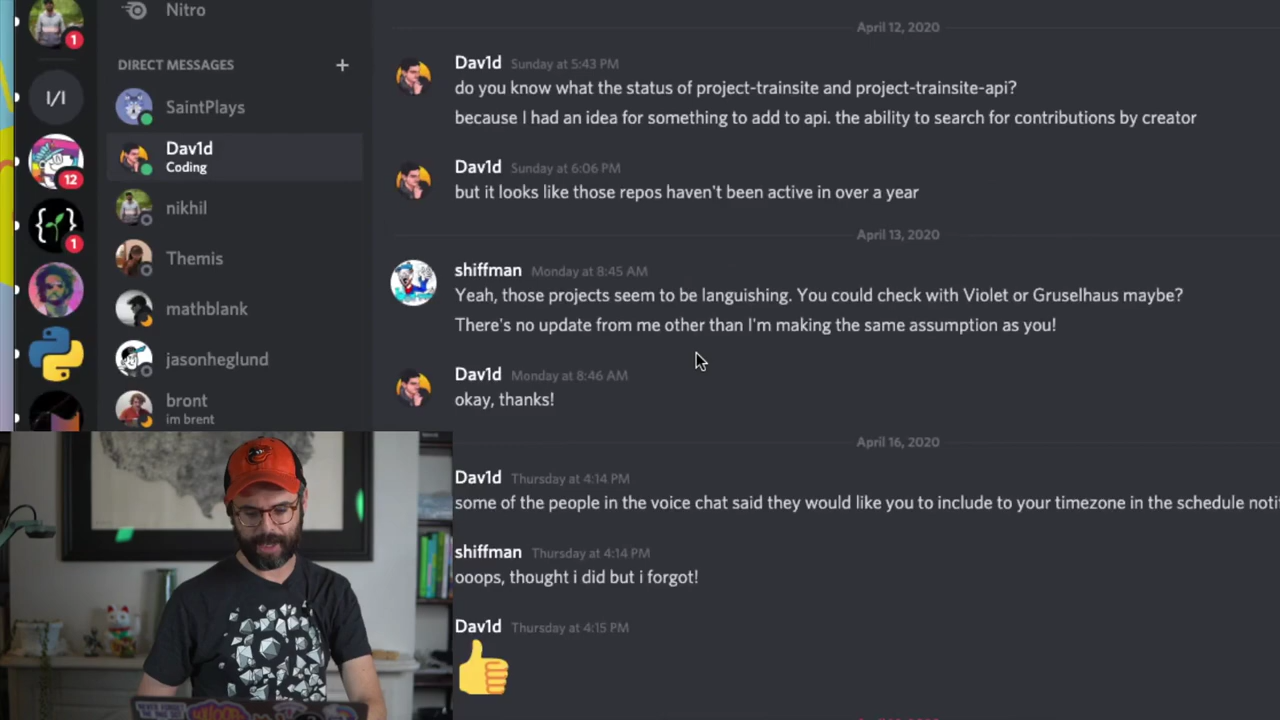 Nitro
April 12, 2020
DIRECT MESSAGES +
Dav1d Sunday at 5:43 PM
do you know what the status of project-trainsite and project-trainsite-api?
because I had an idea for something to add to api. the ability to search for contributions by creator
Dav1d Sunday at 6:06 PM
but it looks like those repos haven't been active in over a year
April 13, 2020
shiffman Monday at 8:45 AM
Yeah, those projects seem to be languishing. You could check with Violet or Gruselhaus maybe?
There's no update from me other than I'm making the same assumption as you!
Dav1d Monday at 8:46 AM
okay, thanks!
April 16, 2020
Dav1d Thursday at 4:14 PM
some of the people in the voice chat said they would like you to include to your timezone in the schedule noti
shiffman Thursday at 4:14 PM
ooops, thought i did but i forgot!
Dav1d Thursday at 4:15 PM
SaintPlays
Dav1d
Coding
nikhil
Themis
mathblank
jasonheglund
bront
im brent
1
I/I
12
1